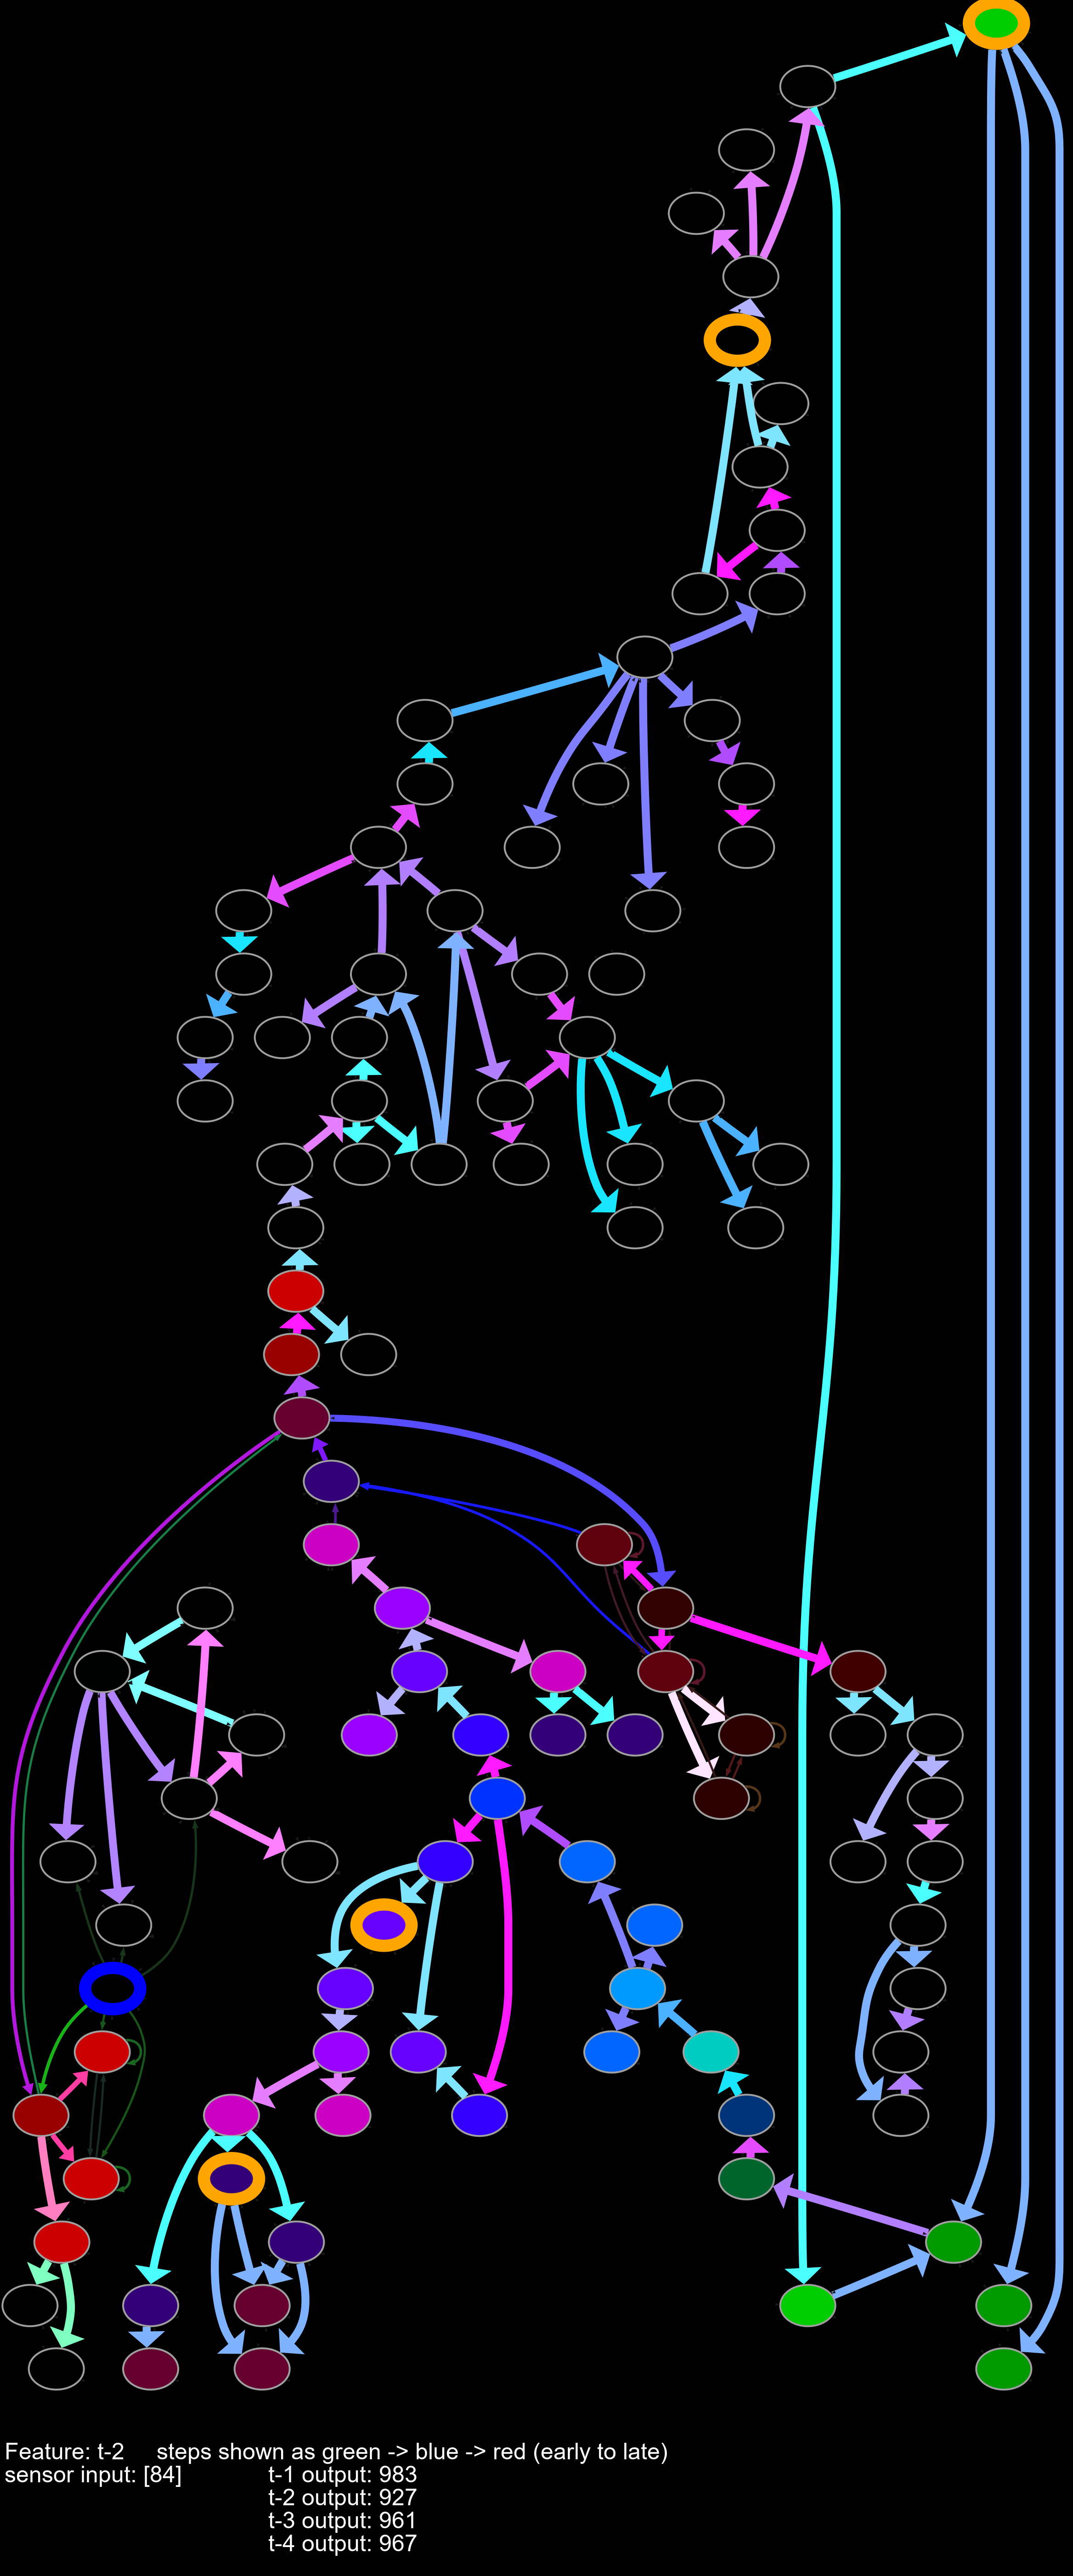 Feature: t-2 steps shown as green -> blue -> red (early to late)
sensor input: [84] t-1 output: 983
t-2 output: 927
t-3 output: 961
t-4 output: 967